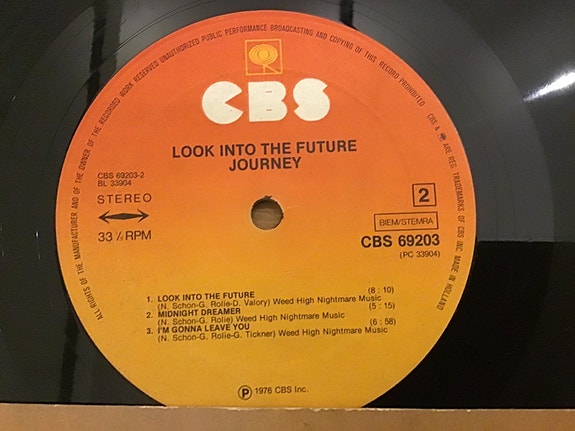 ALL RIGHTS OF THE MANUFACTURER AND OF THE OWNER OF THE RECORDED WORK RESERVED UNAUTHORIZED PUBLIC PERFORMANCE BROADCASTING AND COPYING OF THIS RECORD PROHIBITED
CBS & ARE REG. TRADEMARKS OF CBS INC. MADE IN HOLLAND
CBS
LOOK INTO THE FUTURE
JOURNEY
CBS 69203-2
BL 33904
STEREO
33 ⅓ RPM
2
BIEM/STEMRA
CBS 69203
(PC 33904)
1. LOOK INTO THE FUTURE (8 : 10)
(N. Schon-G. Rolie-D. Valory) Weed High Nightmare Music
2. MIDNIGHT DREAMER (5 : 15)
(N. Schon-G. Rolie) Weed High Nightmare Music
3. I'M GONNA LEAVE YOU (6 : 58)
(N. Schon-G. Rolie-G. Tickner) Weed High Nightmare Music
Ⓟ 1976 CBS Inc.